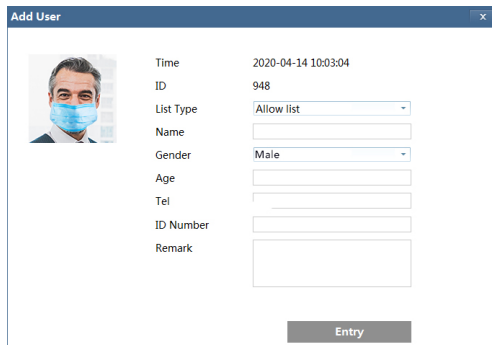 Add User x
Time 2020-04-14 10:03:04
ID 948
List Type Allow list
Name
Gender Male
Age
Tel
ID Number
Remark
Entry